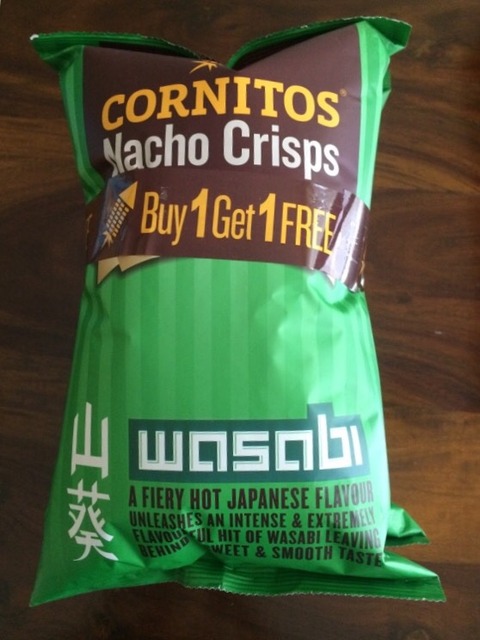 CORNITOS
Nacho Crisps
Buy 1 Get 1 FREE
山葵
wasabi
A FIERY HOT JAPANESE FLAVOUR
UNLEASHES AN INTENSE & EXTREMELY
FLAVOURFUL HIT OF WASABI LEAVING
BEHIND SWEET & SMOOTH TASTE